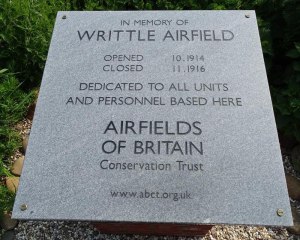 IN MEMORY OF
WRITTLE AIRFIELD
OPENED 10.1914
CLOSED 11.1916
DEDICATED TO ALL UNITS
AND PERSONNEL BASED HERE
AIRFIELDS
OF BRITAIN
Conservation Trust
www.abct.org.uk